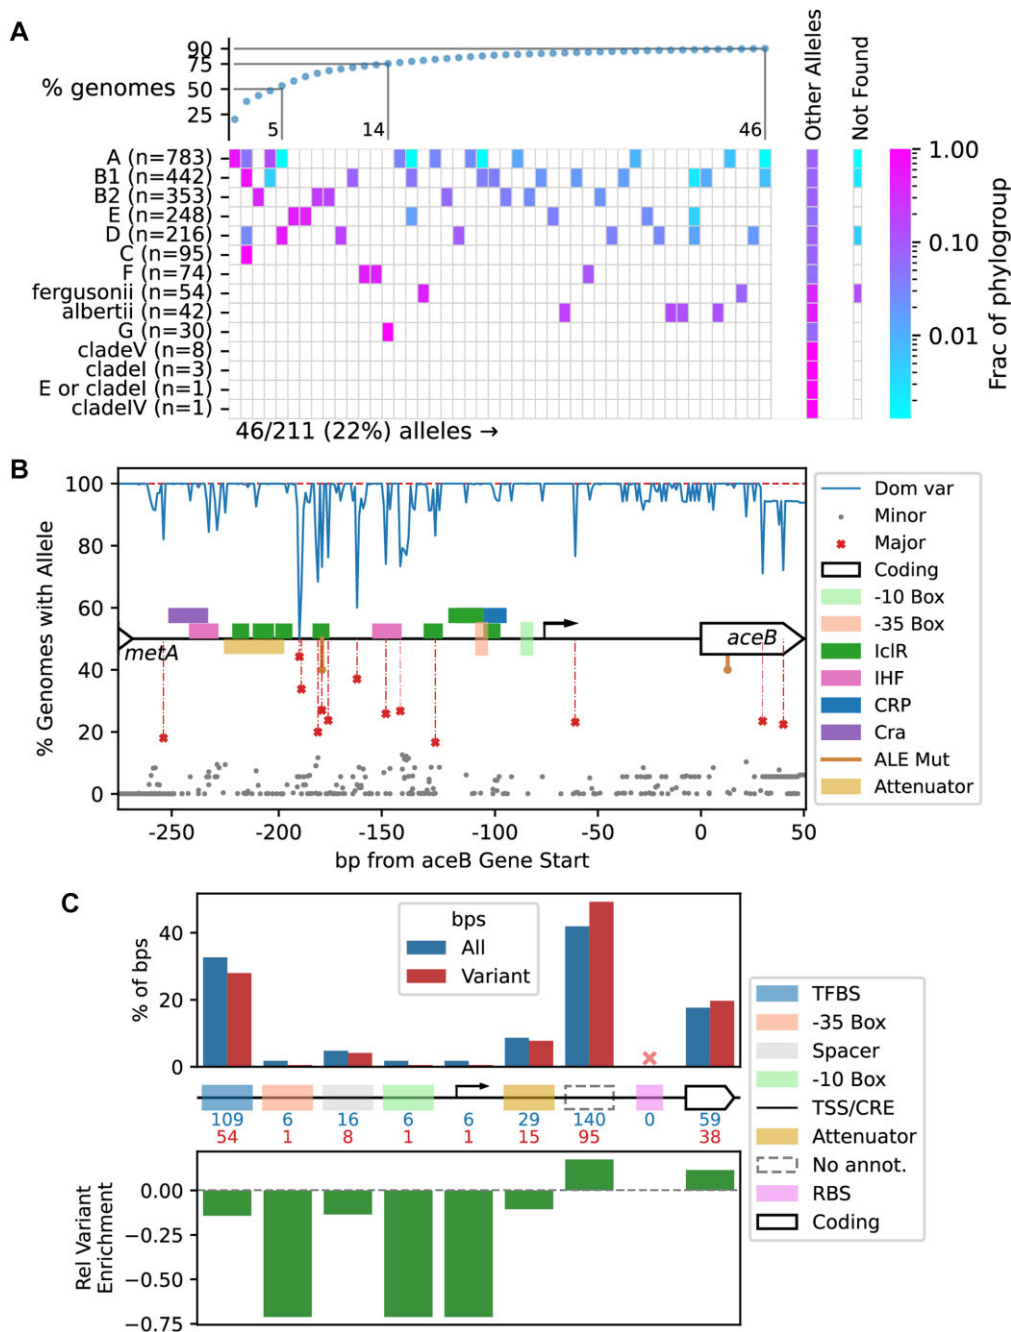 A
90
75
50
25
% genomes
5
14
46
Other Alleles
Not Found
A (n=783)
B1 (n=442)
B2 (n=353)
E (n=248)
D (n=216)
C (n=95)
F (n=74)
fergusonii (n=54)
albertii (n=42)
G (n=30)
cladeV (n=8)
cladeI (n=3)
E or cladeI (n=1)
cladeIV (n=1)
46/211 (22%) alleles →
1.00
0.10
0.01
Frac of phylogroup
B
100
80
60
40
20
0
% Genomes with Allele
metA
aceB
-250
-200
-150
-100
-50
0
50
bp from aceB Gene Start
Dom var
Minor
Major
Coding
-10 Box
-35 Box
IclR
IHF
CRP
Cra
ALE Mut
Attenuator
C
40
20
0
% of bps
bps
All
Variant
109 6 16 6 6 29 140 0 59
54 1 8 1 1 15 95 38
0.00
−0.25
−0.50
−0.75
Rel Variant
Enrichment
TFBS
-35 Box
Spacer
-10 Box
TSS/CRE
Attenuator
No annot.
RBS
Coding